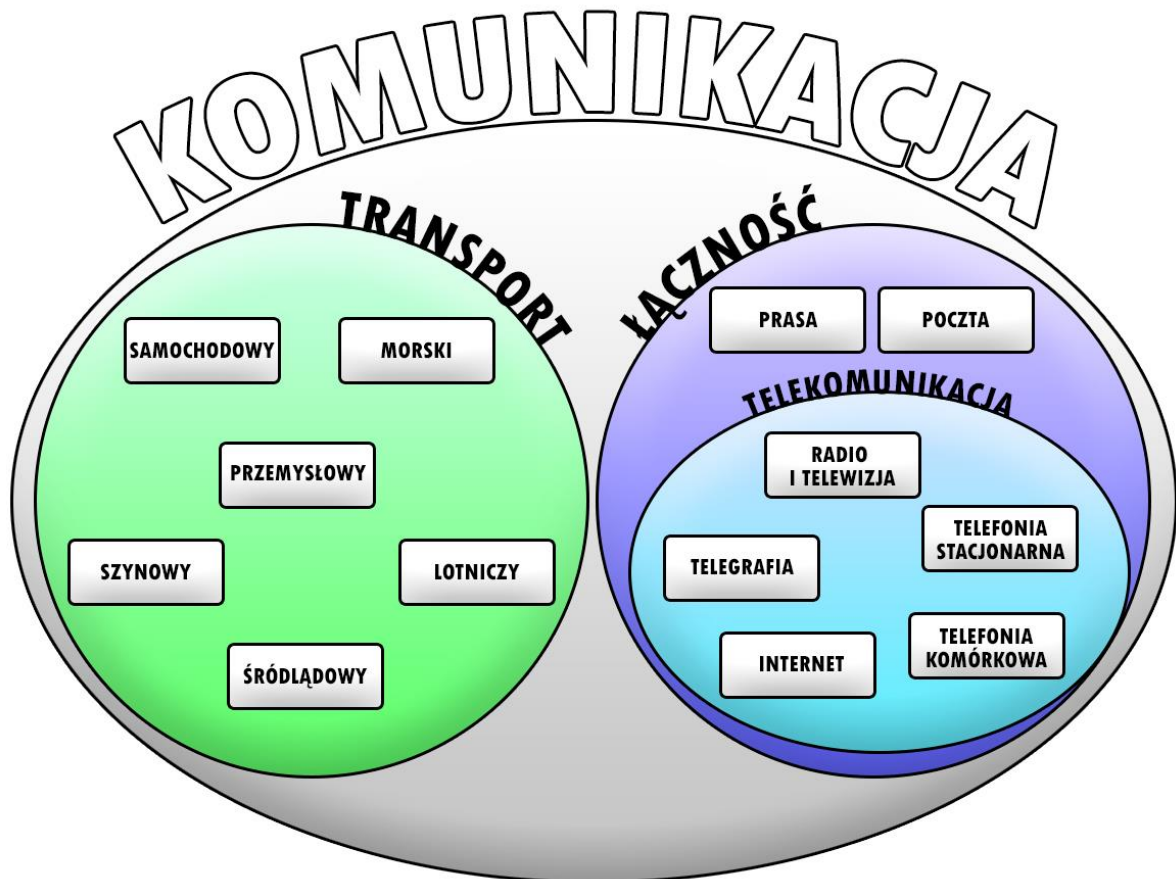 KOMUNIKACJA
TRANSPORT
SAMOCHODOWY
MORSKI
PRZEMYSŁOWY
SZYNOWY
LOTNICZY
ŚRÓDLĄDOWY
ŁĄCZNOŚĆ
PRASA
POCZTA
TELEKOMUNIKACJA
RADIO
I TELEWIZJA
TELEGRAFIA
TELEFONIA
STACJONARNA
INTERNET
TELEFONIA
KOMÓRKOWA